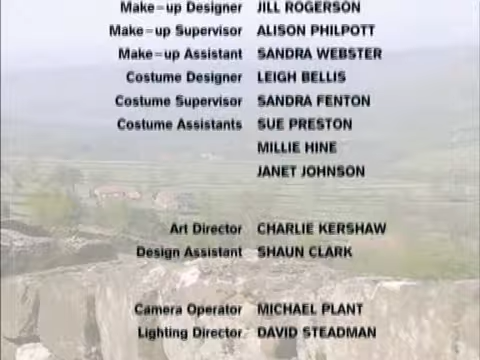 Make-up Designer JILL ROGERSON
Make-up Supervisor ALISON PHILPOTT
Make-up Assistant SANDRA WEBSTER
Costume Designer LEIGH BELLIS
Costume Supervisor SANDRA FENTON
Costume Assistants SUE PRESTON
MILLIE HINE
JANET JOHNSON
Art Director CHARLIE KERSHAW
Design Assistant SHAUN CLARK
Camera Operator MICHAEL PLANT
Lighting Director DAVID STEADMAN